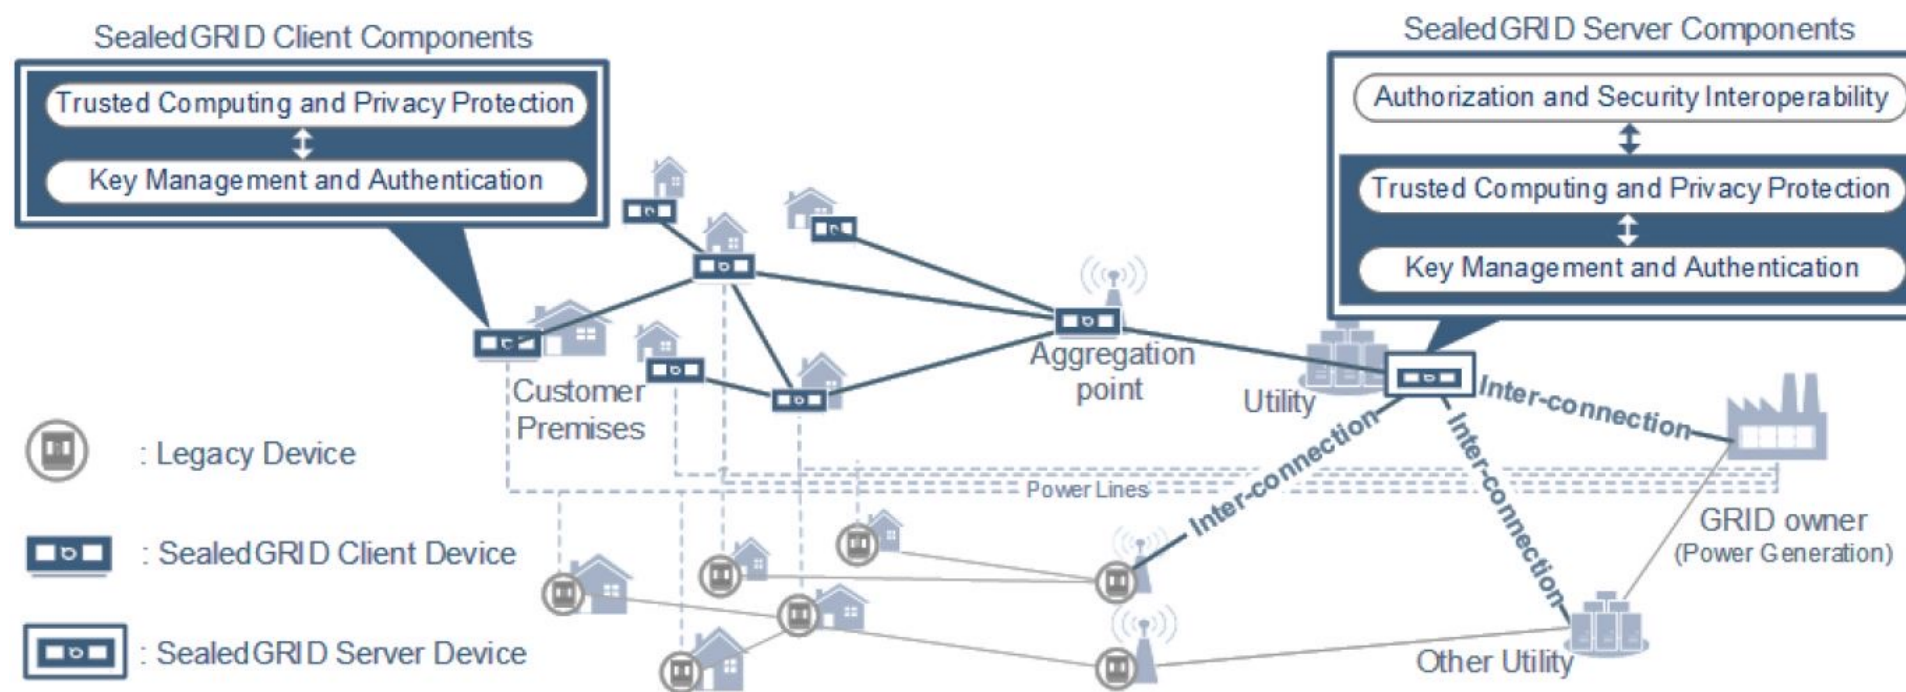 SealedGRID Client Components
Trusted Computing and Privacy Protection
Key Management and Authentication
SealedGRID Server Components
Authorization and Security Interoperability
Trusted Computing and Privacy Protection
Key Management and Authentication
Customer
Premises
Aggregation
point
Utility
Inter-connection
Inter-connection
Inter-connection
Power Lines
GRID owner
(Power Generation)
Other Utility
: Legacy Device
: SealedGRID Client Device
: SealedGRID Server Device